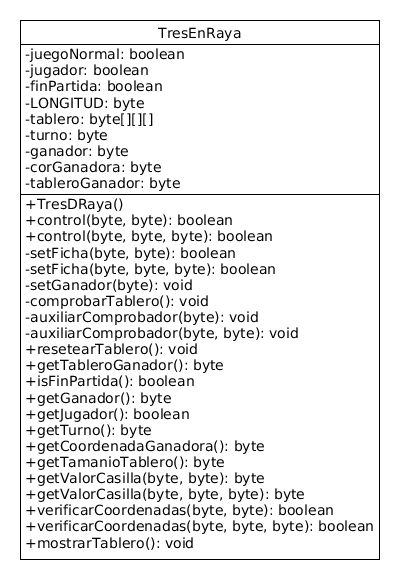 TresEnRaya
-juegoNormal: boolean
-jugador: boolean
-finPartida: boolean
-LONGITUD: byte
-tablero: byte[][][]
-turno: byte
-ganador: byte
-corGanadora: byte
-tableroGanador: byte
+TresDRaya()
+control(byte, byte): boolean
+control(byte, byte, byte): boolean
-setFicha(byte, byte): boolean
-setFicha(byte, byte, byte): boolean
-setGanador(byte): void
-comprobarTablero(): void
-auxiliarComprobador(byte): void
-auxiliarComprobador(byte, byte): void
+resetearTablero(): void
+getTableroGanador(): byte
+isFinPartida(): boolean
+getGanador(): byte
+getJugador(): boolean
+getTurno(): byte
+getCoordenadaGanadora(): byte
+getTamanioTablero(): byte
+getValorCasilla(byte, byte): byte
+getValorCasilla(byte, byte, byte): byte
+verificarCoordenadas(byte, byte): boolean
+verificarCoordenadas(byte, byte, byte): boolean
+mostrarTablero(): void